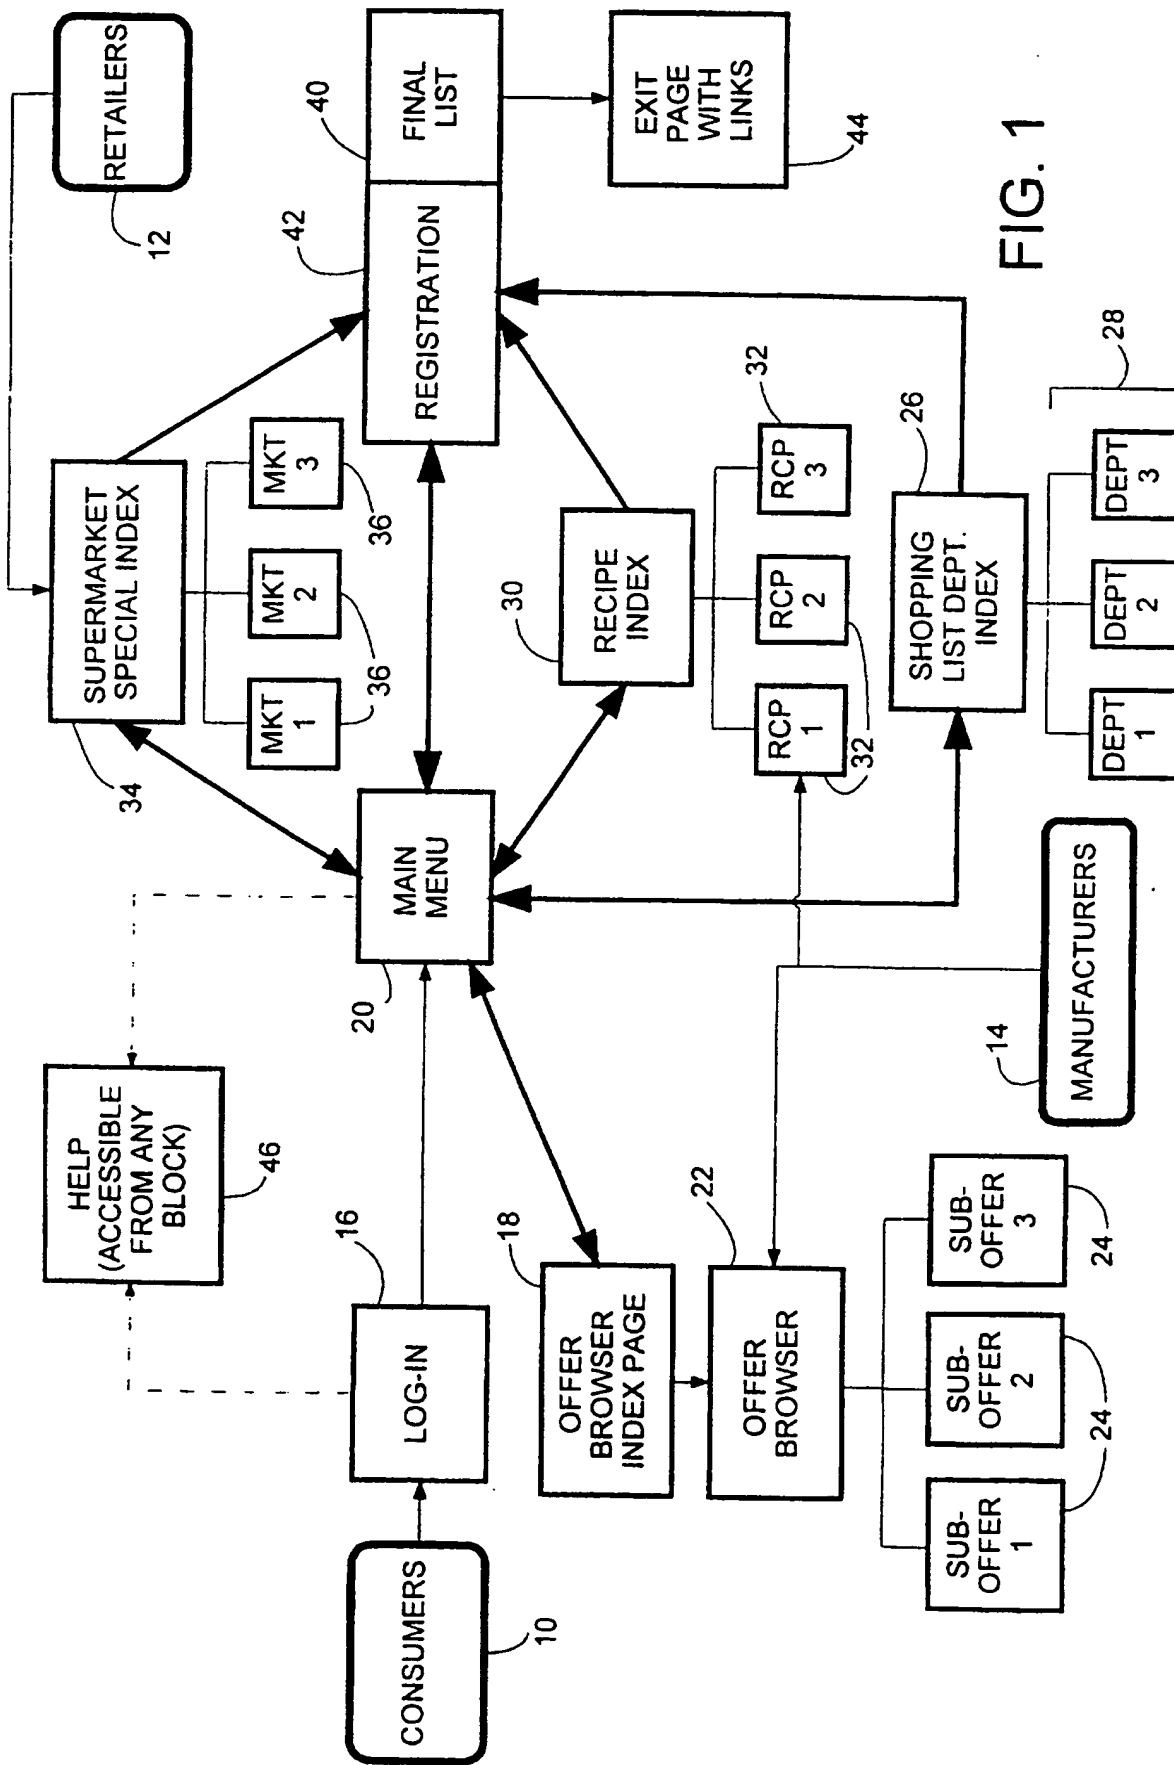 RETAILERS
12
SUPERMARKET
SPECIAL INDEX
34
MKT
1
MKT
2
MKT
3
36
36
HELP
(ACCESSIBLE
FROM ANY
BLOCK)
46
CONSUMERS
10
LOG-IN
16
MAIN
MENU
20
REGISTRATION
42
FINAL
LIST
40
EXIT
PAGE
WITH
LINKS
44
OFFER
BROWSER
INDEX PAGE
18
OFFER
BROWSER
22
SUB-
OFFER
1
SUB-
OFFER
2
SUB-
OFFER
3
24
24
RECIPE
INDEX
30
RCP
1
RCP
2
RCP
3
32
32
SHOPPING
LIST DEPT.
INDEX
26
DEPT
1
DEPT
2
DEPT
3
28
MANUFACTURERS
14
FIG. 1